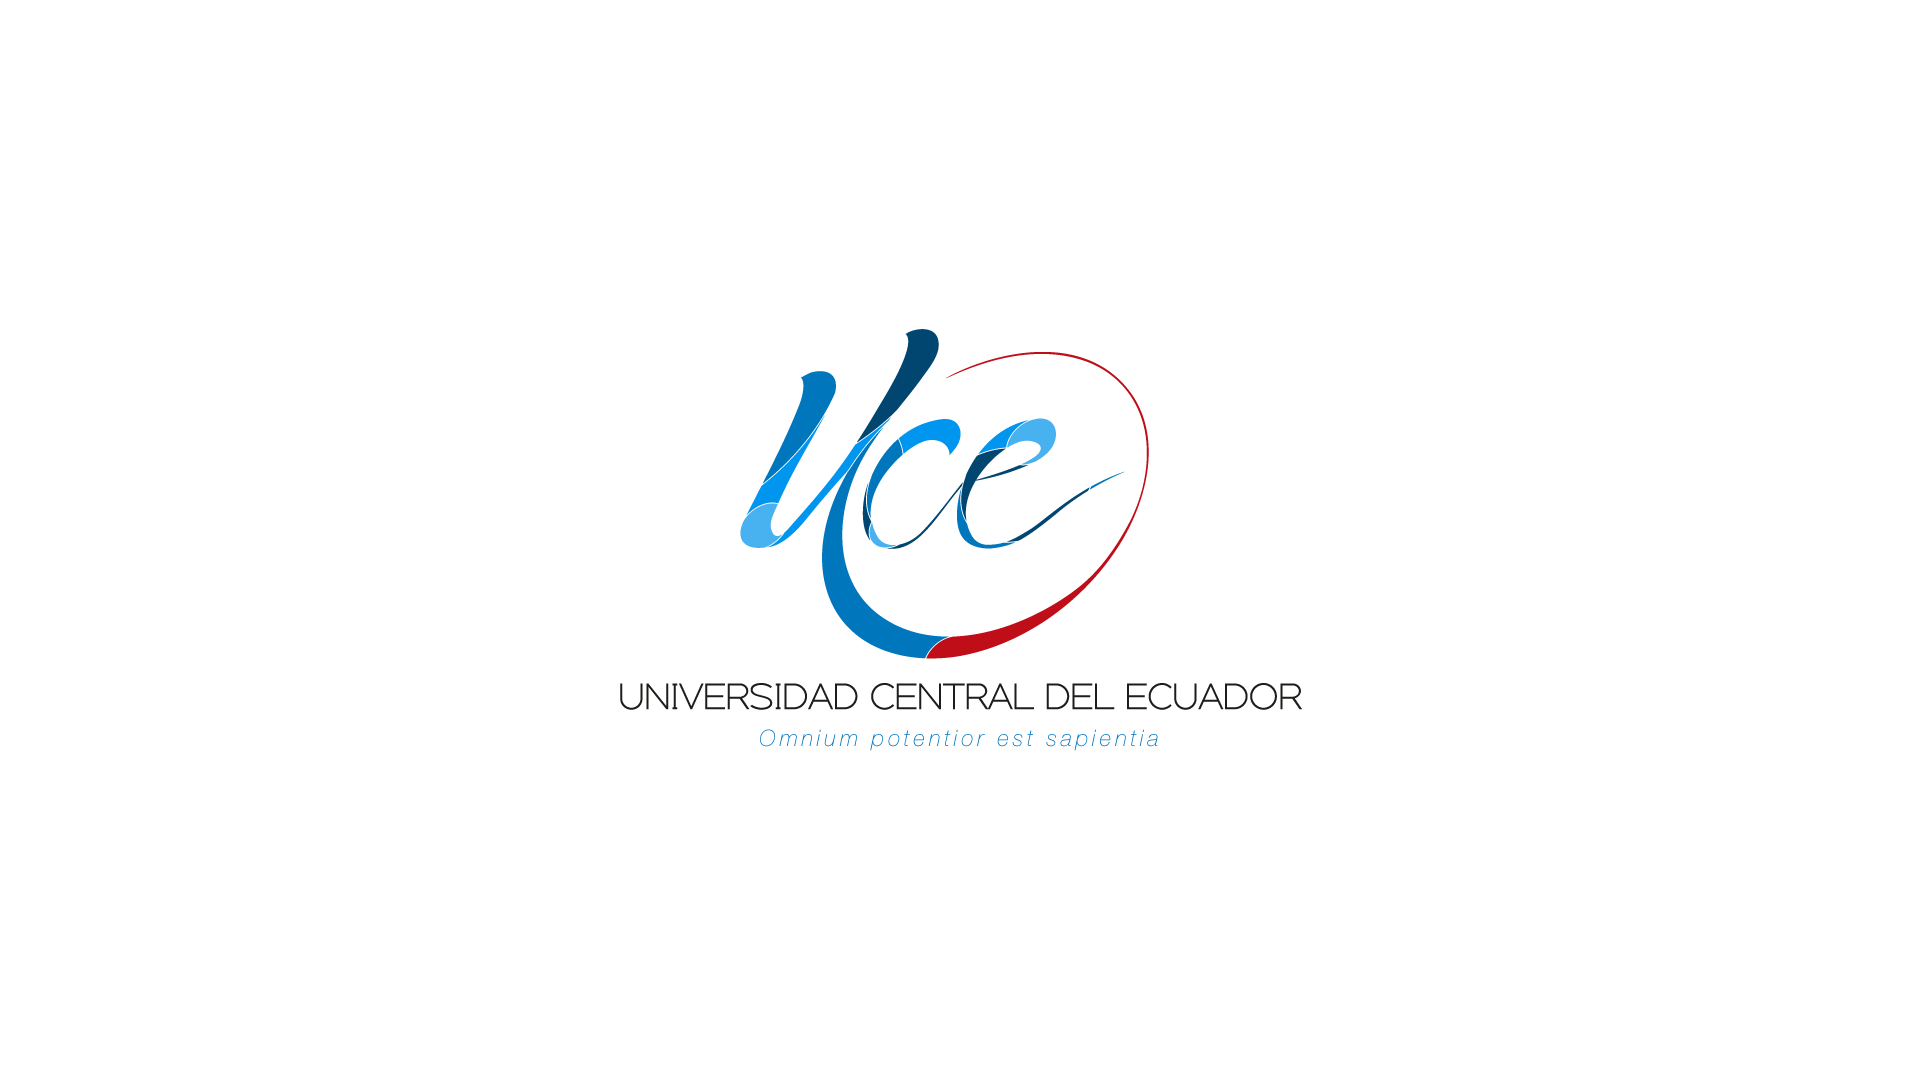 Uce
UNIVERSIDAD CENTRAL DEL ECUADOR
Omnium potentior est sapientia